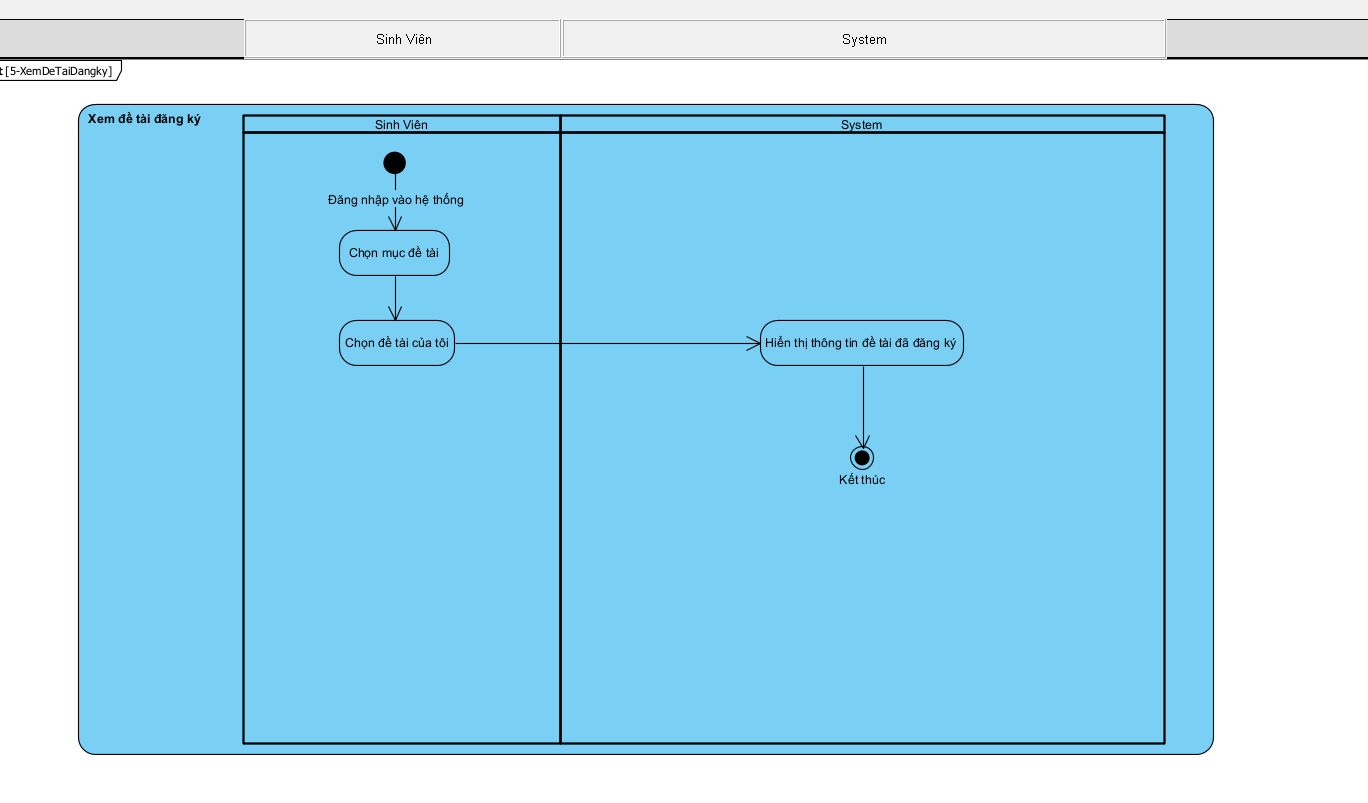 Sinh Viên
System
t [5-XemDeTaiDangky]
Xem đề tài đăng ký
Sinh Viên
System
Đăng nhập vào hệ thống
Chọn mục đề tài
Chọn đề tài của tôi
Hiển thị thông tin đề tài đã đăng ký
Kết thúc